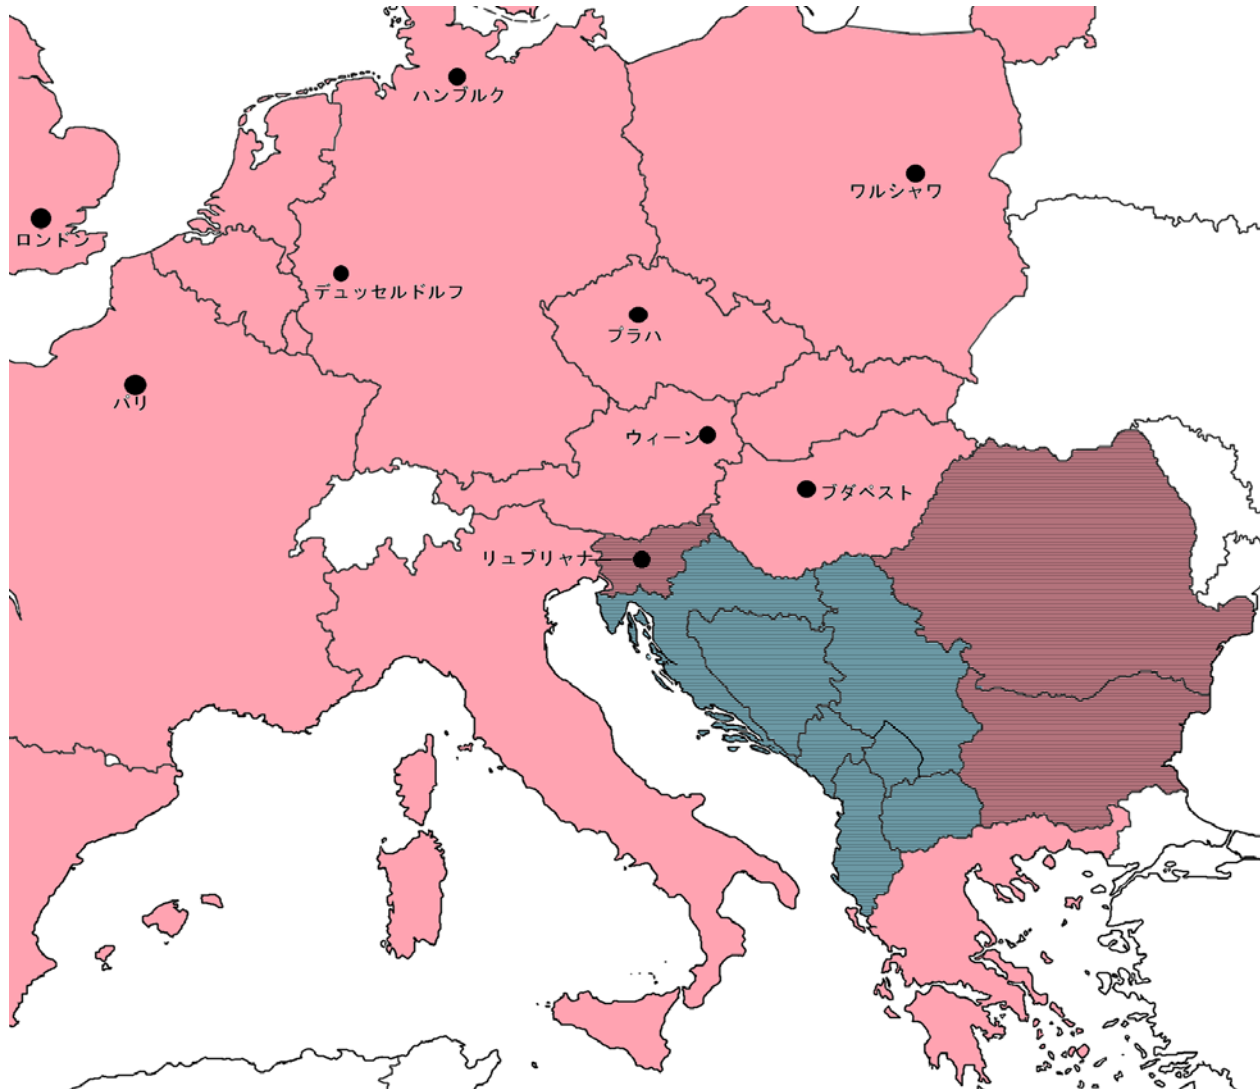 ハンブルク
ワルシャワ
ロンドン
デュッセルドルフ
プラハ
パリ
ウィーン
ブダペスト
リュブリャナ